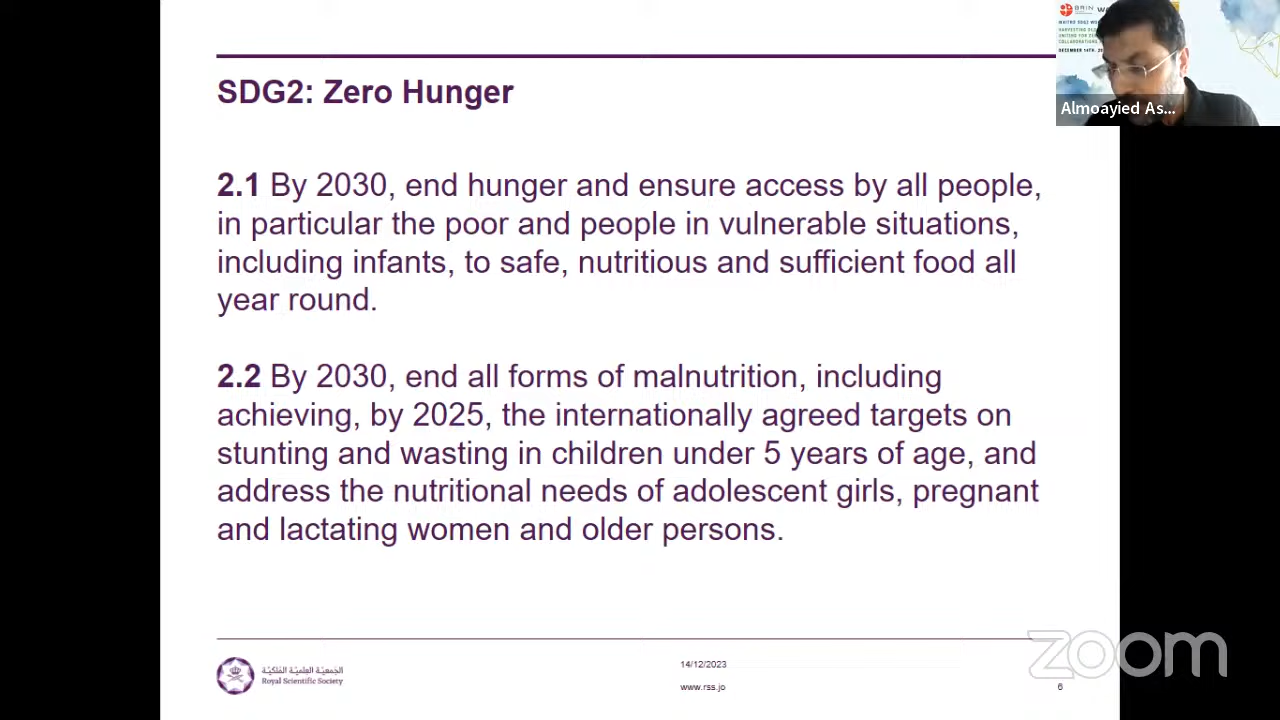 BRIN
SDG2: Zero Hunger
Almoayied As...
2.1 By 2030, end hunger and ensure access by all people,
in particular the poor and people in vulnerable situations,
including infants, to safe, nutritious and sufficient food all
year round.
2.2 By 2030, end all forms of malnutrition, including
achieving, by 2025, the internationally agreed targets on
stunting and wasting in children under 5 years of age, and
address the nutritional needs of adolescent girls, pregnant
and lactating women and older persons.
الجمعية العلمية الملكية
Royal Scientific Society
14/12/2023
www.rss.jo
6
zoom